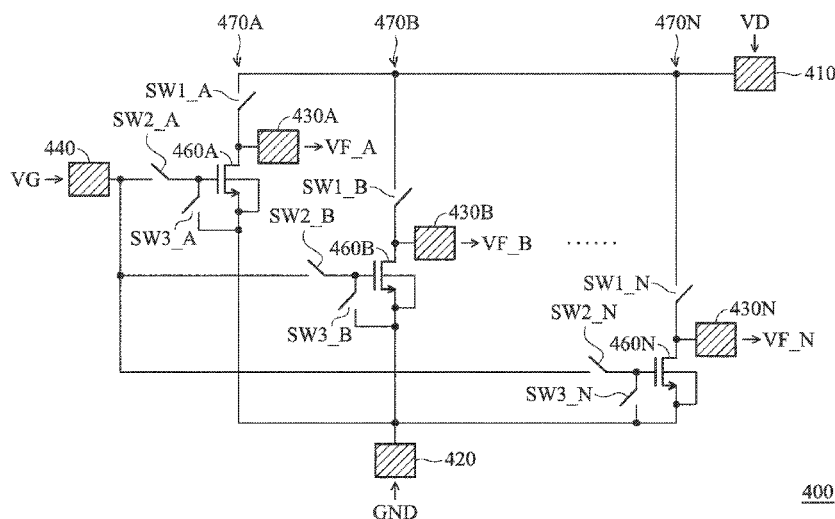 470A
470B
470N
VD
410
SW1_A
430A
SW2_A
VF_A
460A
440
VG
SW3_A
SW1_B
SW2_B
430B
460B
VF_B
......
SW3_B
SW1_N
SW2_N
430N
460N
VF_N
SW3_N
420
GND
400